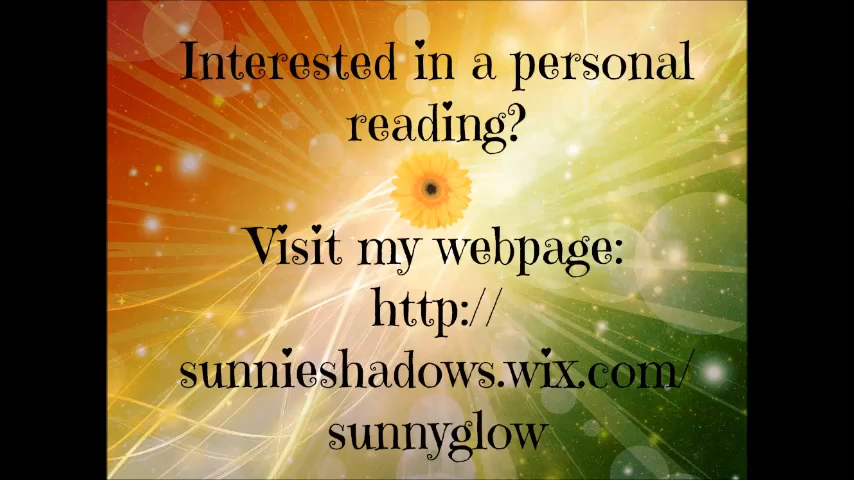 Interested in a personal
reading?
Visit my webpage:
http://
sunnieshadows.wix.com/
sunnyglow